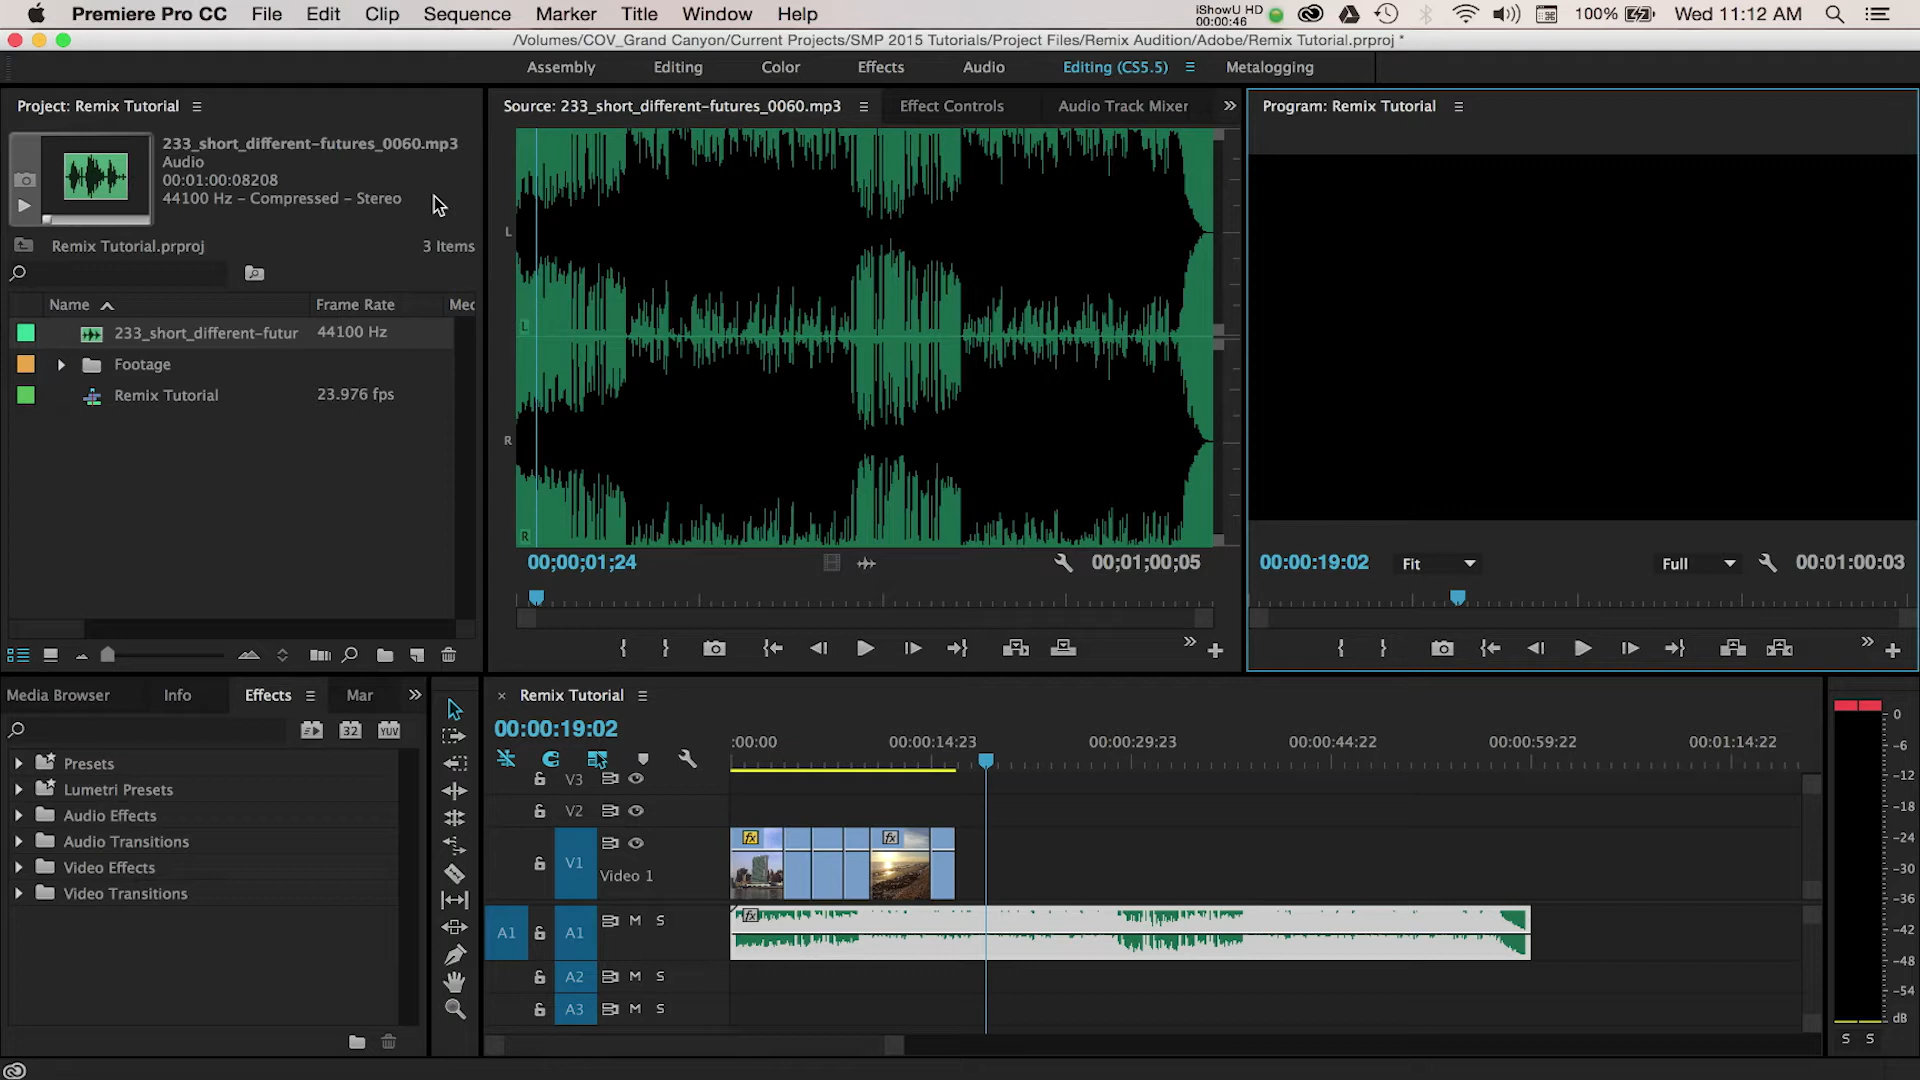 Premiere Pro CC File Edit Clip Sequence Marker Title Window Help iShowU HD 00:00:46 100% Wed 11:12 AM
/Volumes/COV_Grand Canyon/Current Projects/SMP 2015 Tutorials/Project Files/Remix Audition/Adobe/Remix Tutorial.prproj *
Assembly Editing Color Effects Audio Editing (CS5.5) Metalogging
Project: Remix Tutorial
233_short_different-futures_0060.mp3
Audio
00:01:00:08208
44100 Hz – Compressed – Stereo
Remix Tutorial.prproj 3 Items
Name Frame Rate Med
233_short_different-futur 44100 Hz
Footage
Remix Tutorial 23.976 fps
Source: 233_short_different-futures_0060.mp3 Effect Controls Audio Track Mixer
L
L
R
R
00;00;01;24 00;01;00;05
Program: Remix Tutorial
00:00:19:02 Fit Full 00:01:00:03
Media Browser Info Effects Mar
32 YUV
Presets
Lumetri Presets
Audio Effects
Audio Transitions
Video Effects
Video Transitions
Remix Tutorial
00:00:19:02
:00:00 00:00:14:23 00:00:29:23 00:00:44:22 00:00:59:22 00:01:14:22
V3
V2
V1 Video 1 fx fx
A1 A1 M S fx
A2 M S
A3 M S
0
-6
-12
-18
-24
-30
-36
-42
-48
-54
dB
S S